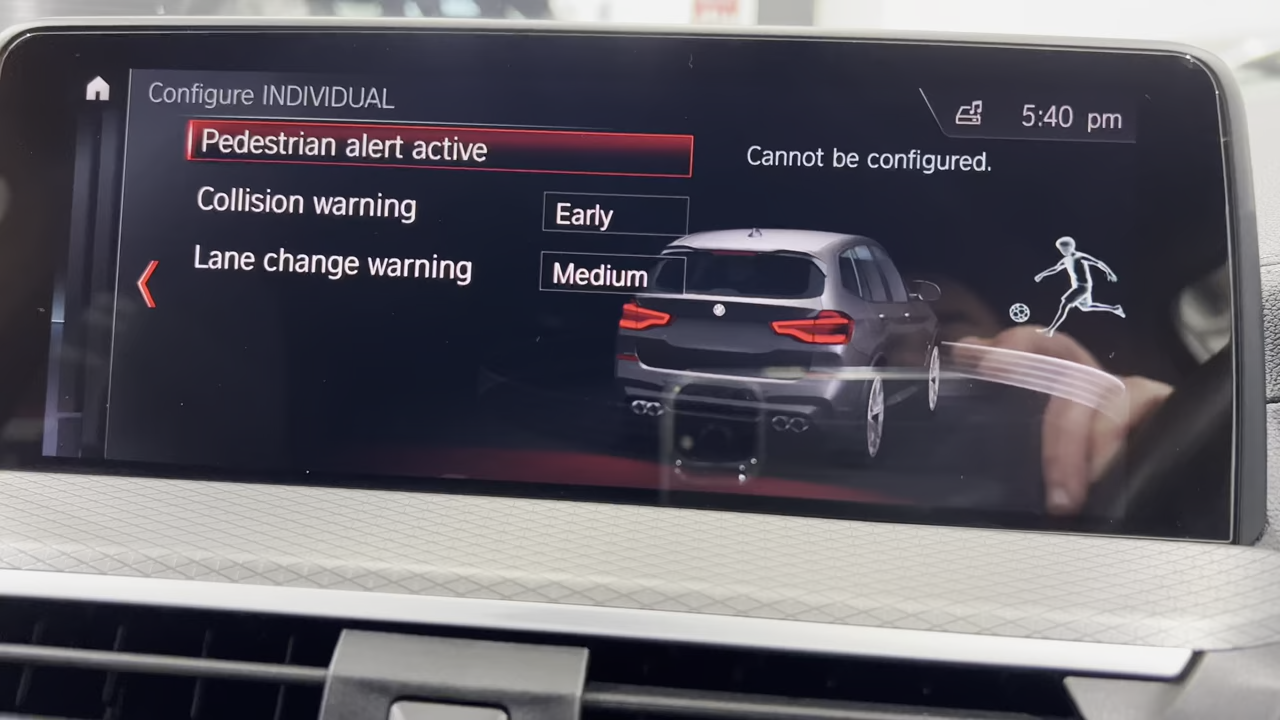 Configure INDIVIDUAL
5:40 pm
Pedestrian alert active
Cannot be configured.
Collision warning
Early
Lane change warning
Medium